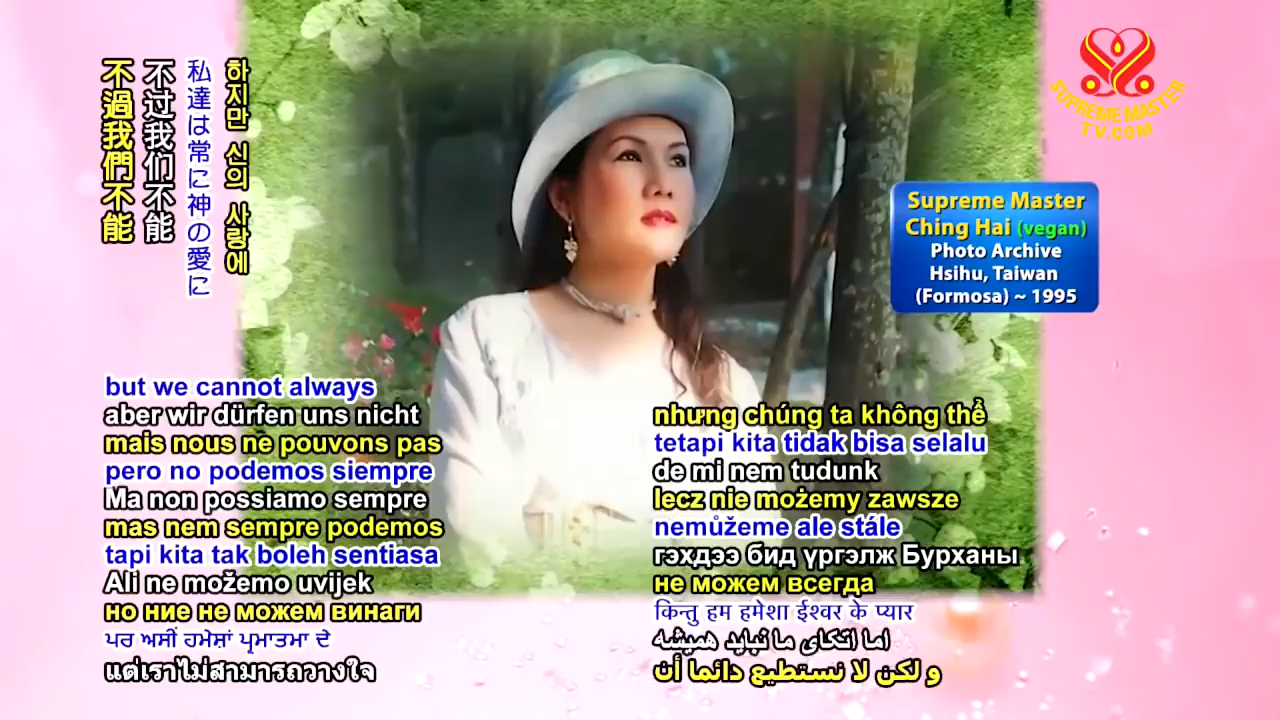 不過我們不能
不过我们不能
私達は常に神の愛に
하지만 신의 사랑에
SUPREME MASTER
TV.COM
Supreme Master
Ching Hai (vegan)
Photo Archive
Hsihu, Taiwan
(Formosa) ~ 1995
but we cannot always
aber wir dürfen uns nicht
mais nous ne pouvons pas
pero no podemos siempre
Ma non possiamo sempre
mas nem sempre podemos
tapi kita tak boleh sentiasa
Ali ne možemo uvijek
но ние не можем винаги
ਪਰ ਅਸੀਂ ਹਮੇਸ਼ਾਂ ਪ੍ਰਮਾਤਮਾ ਦੇ
แต่เราไม่สามารถวางใจ
nhưng chúng ta không thể
tetapi kita tidak bisa selalu
de mi nem tudunk
lecz nie możemy zawsze
nemůžeme ale stále
гэхдээ бид үргэлж Бурханы
не можем всегда
किन्तु हम हमेशा ईश्वर के प्यार
اما اتکای ما نباید همیشه
و لكن لا نستطيع دائما أن